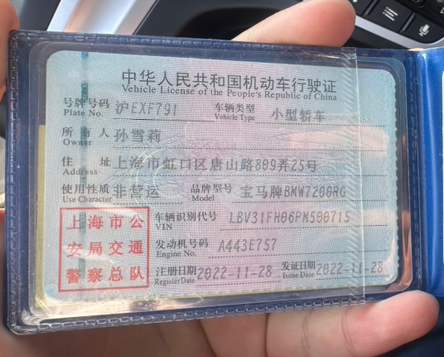 中华人民共和国机动车行驶证
Vehicle License of the People's Republic of China
号牌号码 沪EXF791 车辆类型 小型轿车
Plate No. Vehicle Type
所有人 孙雪莉
Owner
住址 上海市虹口区唐山路809弄25号
Address
使用性质 非营运 品牌型号 宝马牌BMW7200RG
Use Character Model
上海市公
安局交通
警察总队
车辆识别代号 LBV31FH06PMS00715
VIN
发动机号码 A443E757
Engine No.
注册日期 2022-11-28 发证日期 2022-11-28
Register Date Issue Date